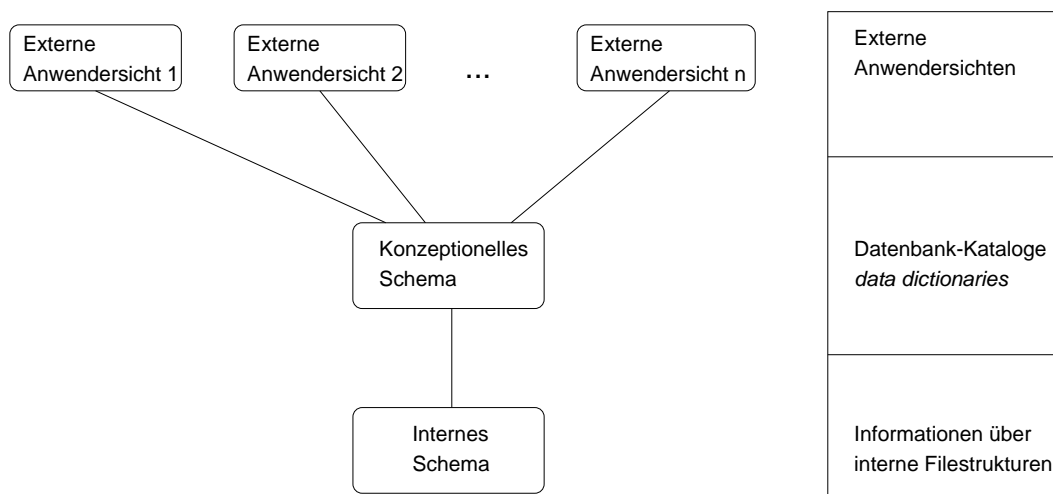 Externe
Anwendersicht 1
Externe
Anwendersicht 2
...
Externe
Anwendersicht n
Externe
Anwendersichten
Konzeptionelles
Schema
Datenbank-Kataloge
data dictionaries
Internes
Schema
Informationen über
interne Filestrukturen